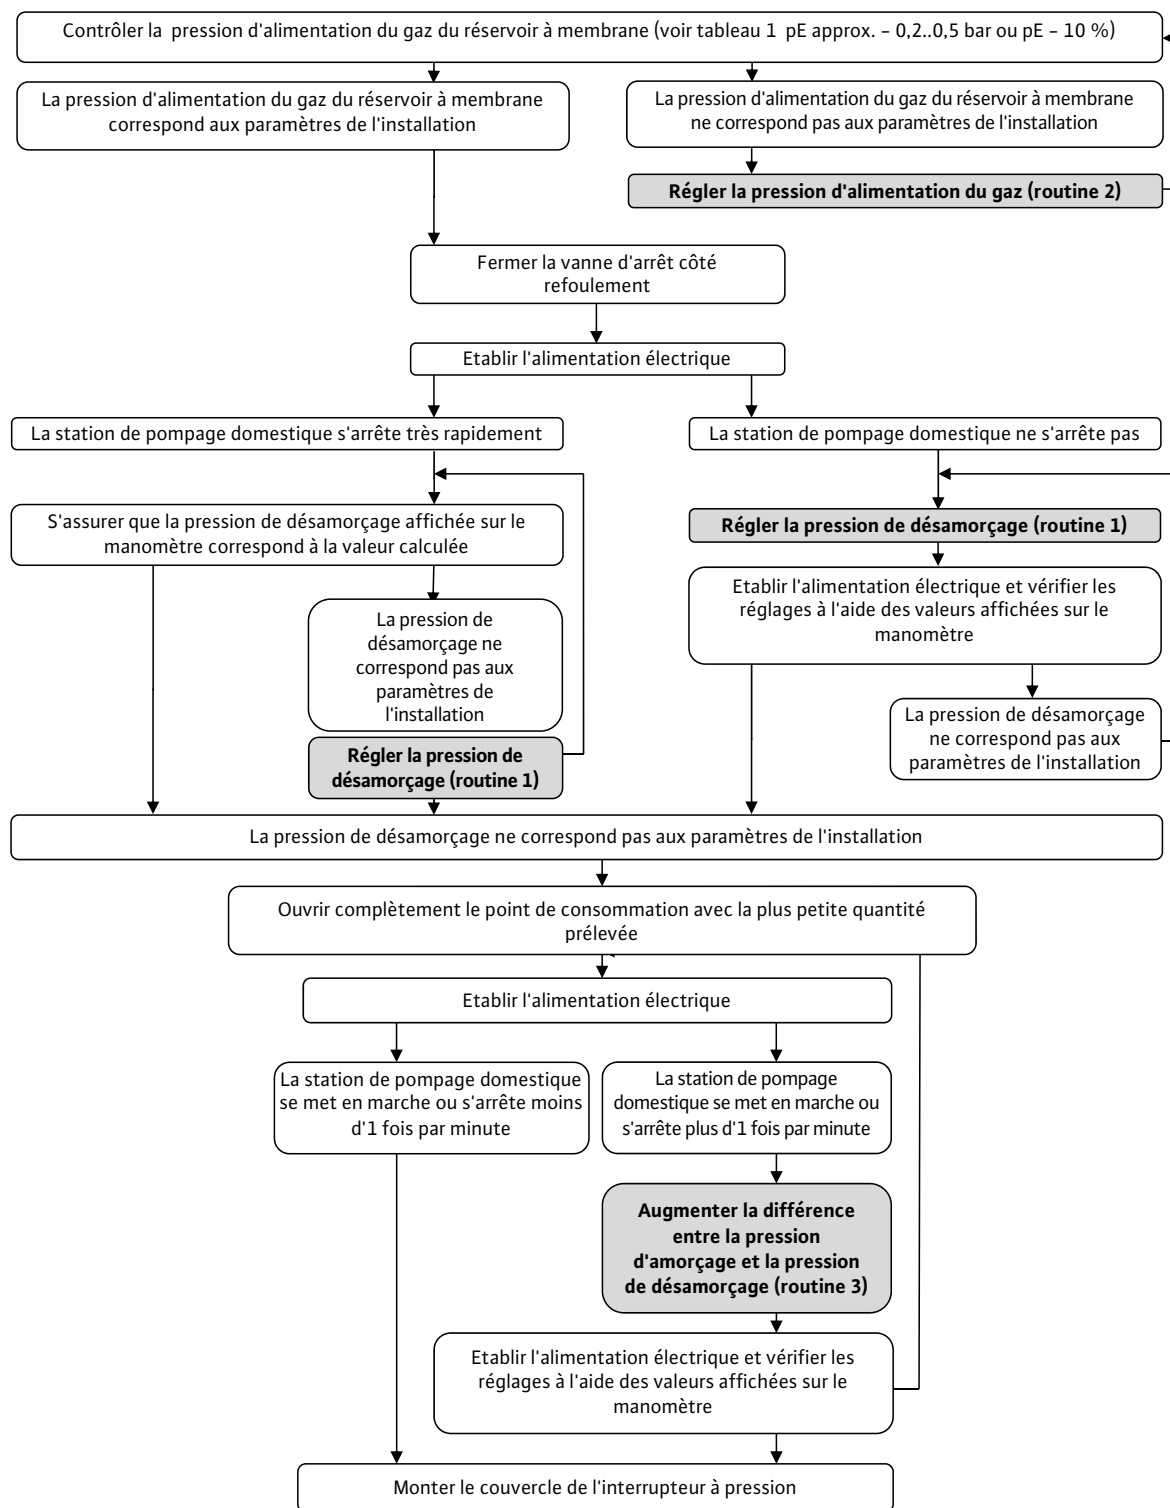 Contrôler la  pression d'alimentation du gaz du réservoir à membrane (voir tableau 1  pE approx. – 0,2..0,5 bar ou pE – 10 %)
La pression d'alimentation du gaz du réservoir à membrane
correspond aux paramètres de l'installation
La pression d'alimentation du gaz du réservoir à membrane
ne correspond pas aux paramètres de l'installation
Régler la pression d'alimentation du gaz (routine 2)
Fermer la vanne d'arrêt côté
refoulement
Etablir l'alimentation électrique
La station de pompage domestique s'arrête très rapidement
La station de pompage domestique ne s'arrête pas
S'assurer que la pression de désamorçage affichée sur le
manomètre correspond à la valeur calculée
Régler la pression de désamorçage (routine 1)
Etablir l'alimentation électrique et vérifier les
réglages à l'aide des valeurs affichées sur le
manomètre
La pression de
désamorçage ne
correspond pas aux
paramètres de
l'installation
La pression de désamorçage
ne correspond pas aux
paramètres de l'installation
Régler la pression de
désamorçage (routine 1)
La pression de désamorçage ne correspond pas aux paramètres de l'installation
Ouvrir complètement le point de consommation avec la plus petite quantité
prélevée
Etablir l'alimentation électrique
La station de pompage domestique
se met en marche ou s'arrête moins
d'1 fois par minute
La station de pompage
domestique se met en marche ou
s'arrête plus d'1 fois par minute
Augmenter la différence
entre la pression
d'amorçage et la pression
de désamorçage (routine 3)
Etablir l'alimentation électrique et vérifier les
réglages à l'aide des valeurs affichées sur le
manomètre
Monter le couvercle de l'interrupteur à pression